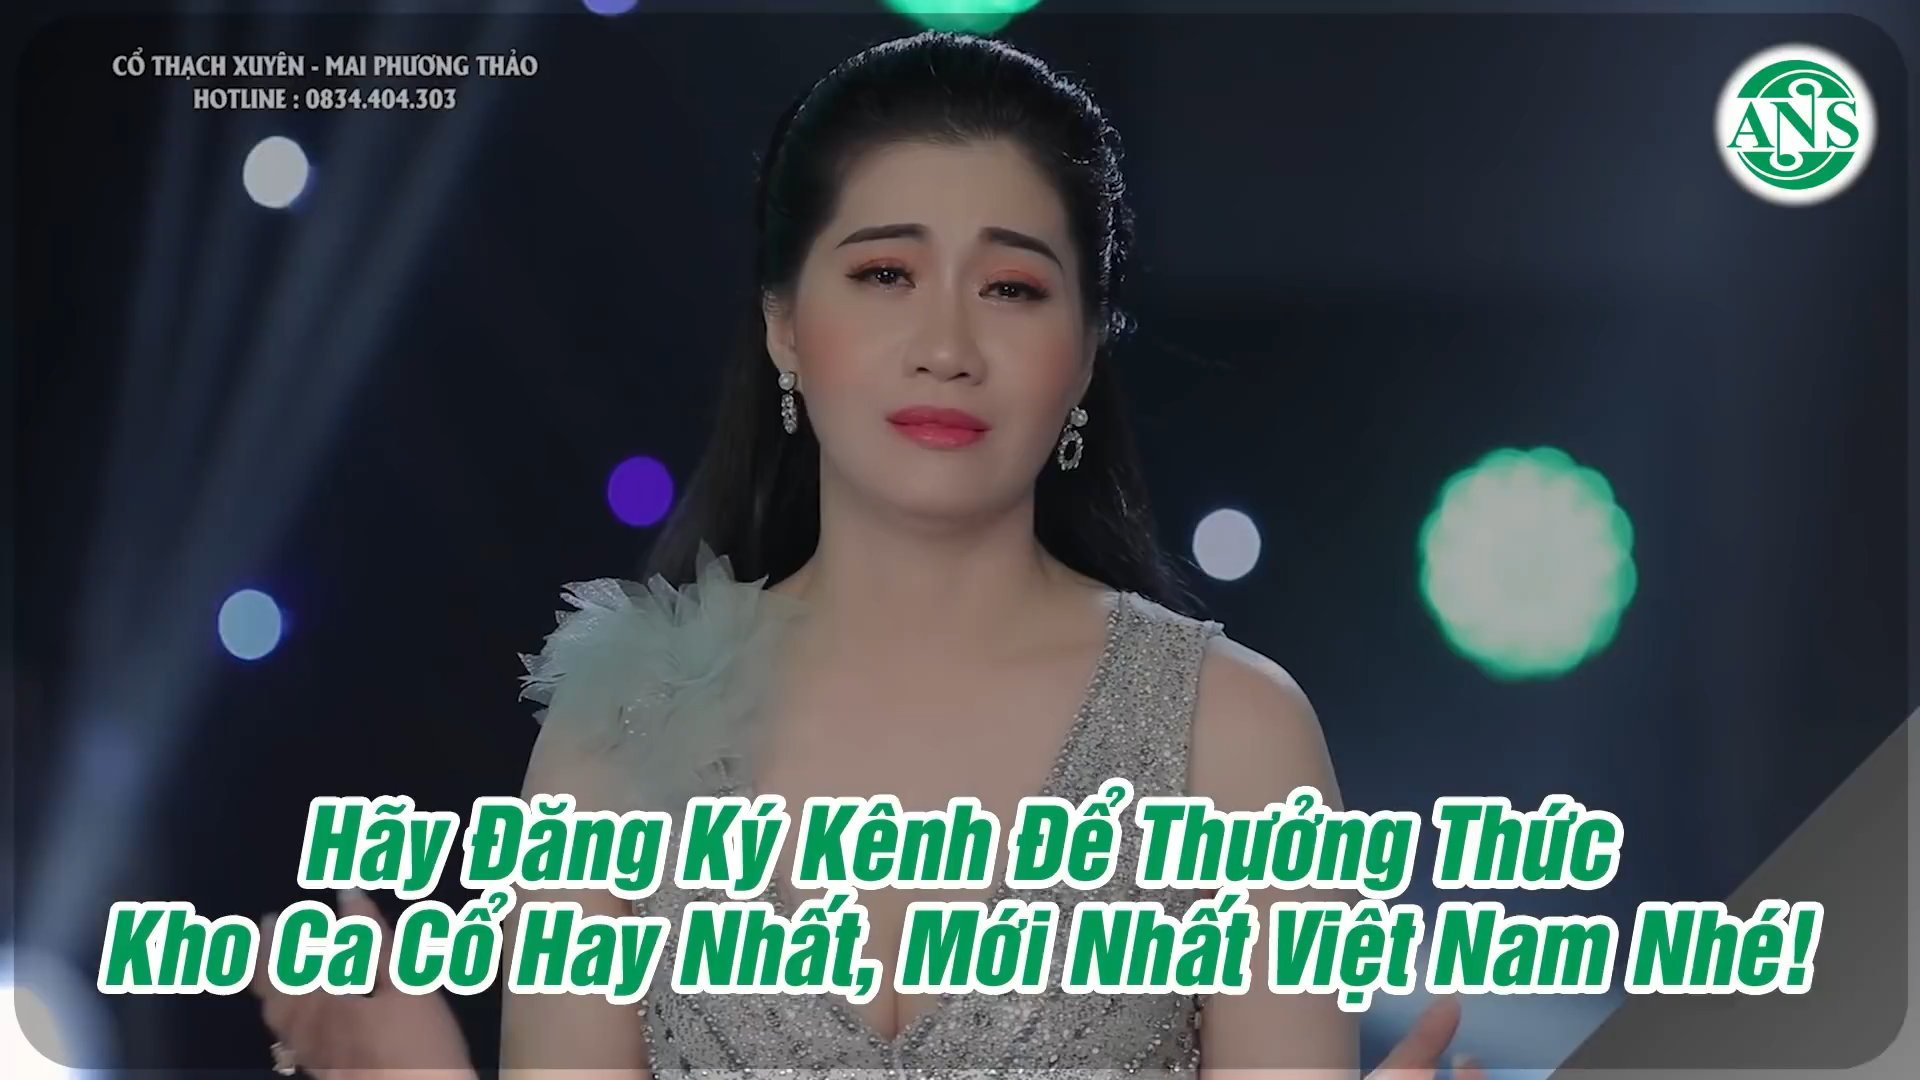 CỔ THẠCH XUYÊN - MAI PHƯƠNG THẢO
HOTLINE : 0834.404.303
ANS
Hãy Đăng Ký Kênh Để Thưởng Thức
Kho Ca Cổ Hay Nhất, Mới Nhất Việt Nam Nhé!